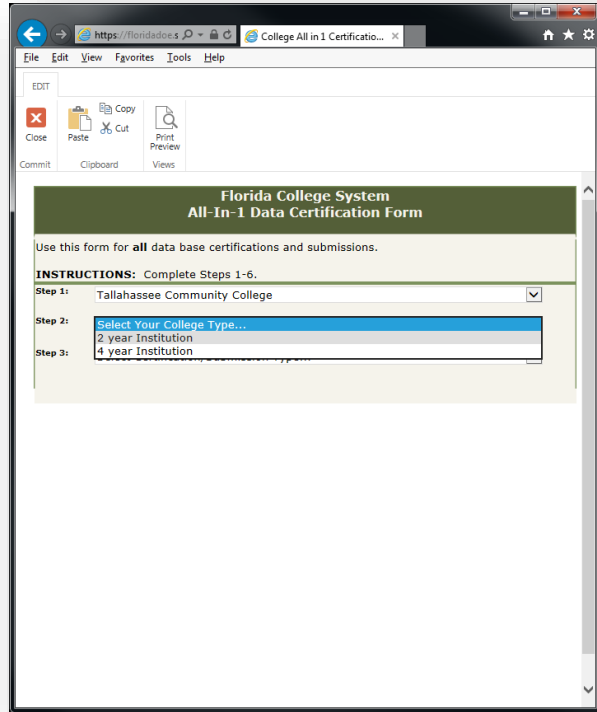 https://floridadoe.s
College All in 1 Certificatio...
File Edit View Favorites Tools Help
EDIT
Close
Paste
Copy
Cut
Print Preview
Commit
Clipboard
Views
Florida College System
All-In-1 Data Certification Form
Use this form for all data base certifications and submissions.
INSTRUCTIONS: Complete Steps 1-6.
Step 1: Tallahassee Community College
Step 2: Select Your College Type...
2 year Institution
4 year Institution
Step 3: